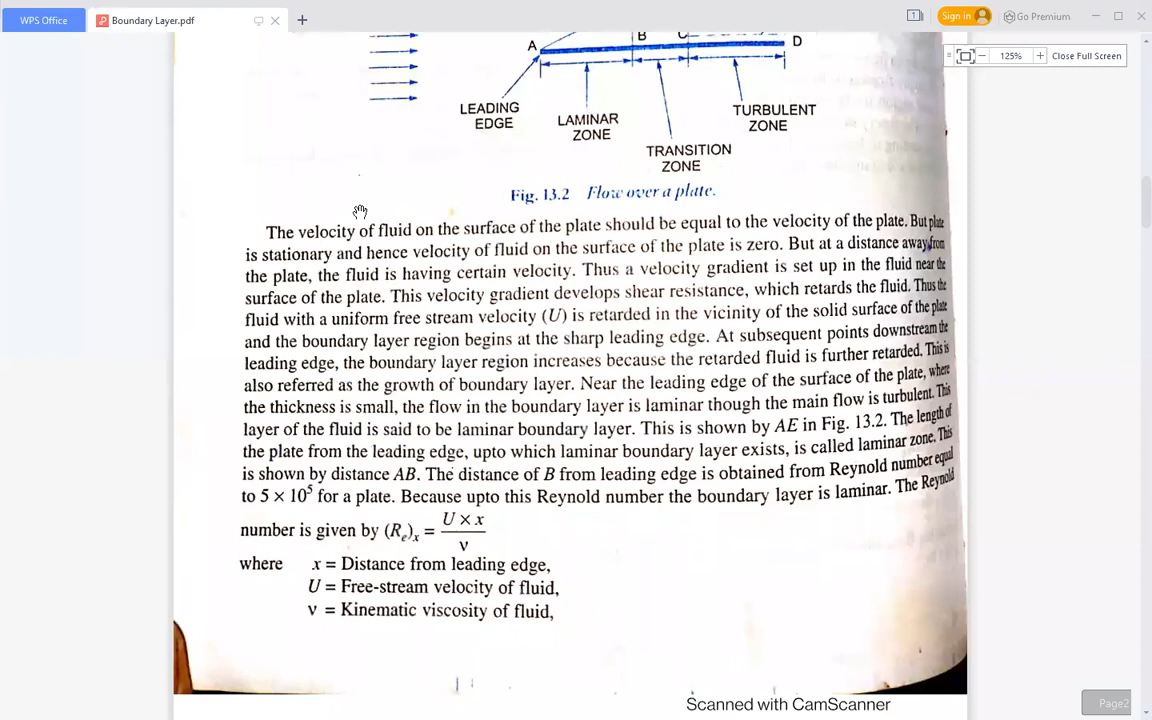 WPS Office
Boundary Layer.pdf
1
Sign in
Go Premium
125%
Close Full Screen
A
B
C
D
LEADING
EDGE
LAMINAR
ZONE
TURBULENT
ZONE
TRANSITION
ZONE
Fig. 13.2 Flow over a plate.
The velocity of fluid on the surface of the plate should be equal to the velocity of the plate. But plate
is stationary and hence velocity of fluid on the surface of the plate is zero. But at a distance away from
the plate, the fluid is having certain velocity. Thus a velocity gradient is set up in the fluid near the
surface of the plate. This velocity gradient develops shear resistance, which retards the fluid. Thus the
fluid with a uniform free stream velocity (U) is retarded in the vicinity of the solid surface of the plate
and the boundary layer region begins at the sharp leading edge. At subsequent points downstream the
leading edge, the boundary layer region increases because the retarded fluid is further retarded. This is
also referred as the growth of boundary layer. Near the leading edge of the surface of the plate, where
the thickness is small, the flow in the boundary layer is laminar though the main flow is turbulent. This
layer of the fluid is said to be laminar boundary layer. This is shown by AE in Fig. 13.2. The length of
the plate from the leading edge, upto which laminar boundary layer exists, is called laminar zone. This
is shown by distance AB. The distance of B from leading edge is obtained from Reynold number equal
to 5 × 10⁵ for a plate. Because upto this Reynold number the boundary layer is laminar. The Reynold
number is given by (Rₑ)ₓ = U × x / ν
where x = Distance from leading edge,
U = Free-stream velocity of fluid,
ν = Kinematic viscosity of fluid,
Scanned with CamScanner
Page2